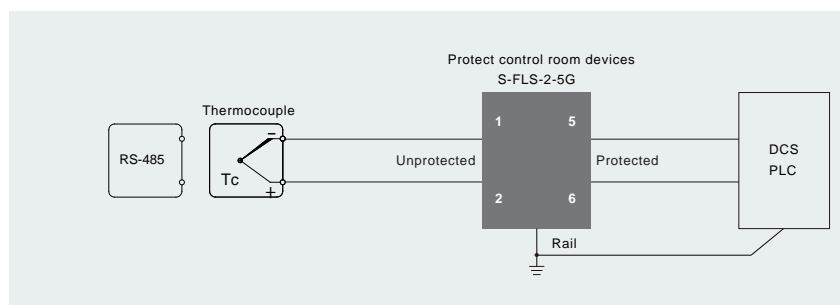 Protect control room devices
S-FLS-2-5G
Thermocouple
1 5
-
RS-485
Unprotected
Protected
DCS
PLC
Tc
+
2 6
Rail